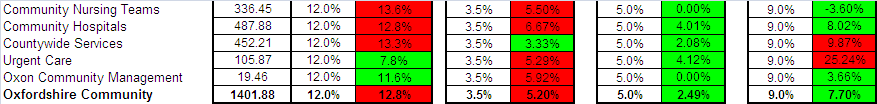 Community Nursing Teams 336.45 12.0% 13.6% 3.5% 5.50% 5.0% 0.00% 9.0% -3.60%
Community Hospitals 487.88 12.0% 12.8% 3.5% 6.67% 5.0% 4.01% 9.0% 8.02%
Countywide Services 452.21 12.0% 13.3% 3.5% 3.33% 5.0% 2.08% 9.0% 9.87%
Urgent Care 105.87 12.0% 7.8% 3.5% 5.29% 5.0% 4.12% 9.0% 25.24%
Oxon Community Management 19.46 12.0% 11.6% 3.5% 5.92% 5.0% 0.00% 9.0% 3.66%
Oxfordshire Community 1401.88 12.0% 12.8% 3.5% 5.20% 5.0% 2.49% 9.0% 7.70%